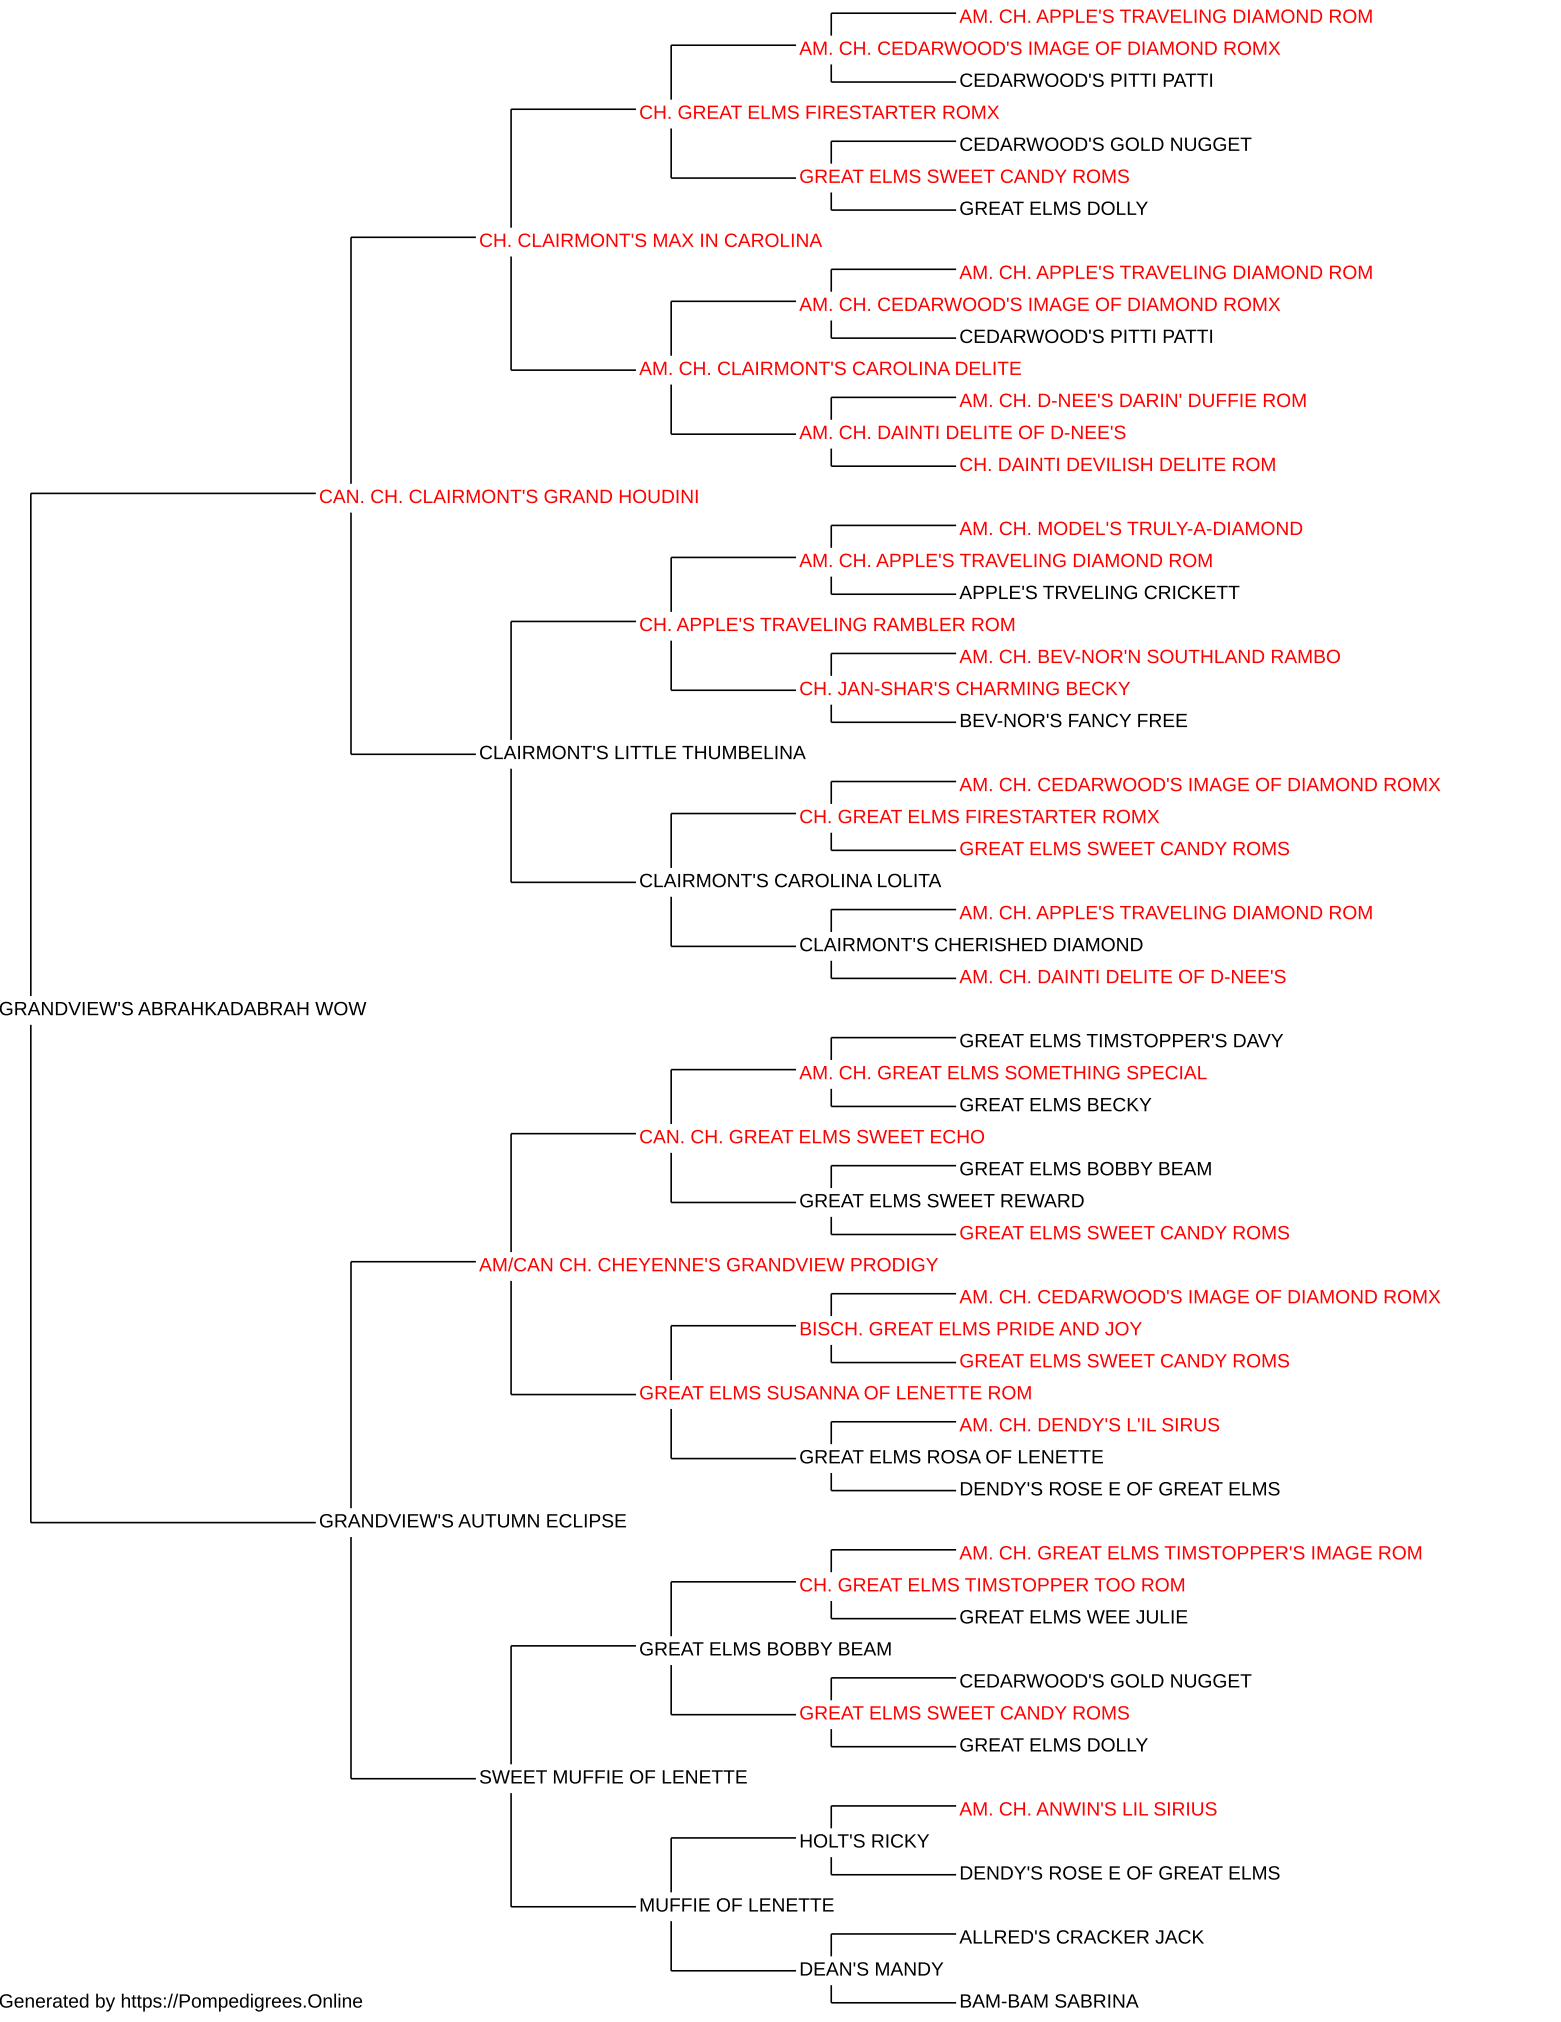 AM. CH. APPLE'S TRAVELING DIAMOND ROM
AM. CH. CEDARWOOD'S IMAGE OF DIAMOND ROMX
CEDARWOOD'S PITTI PATTI
CH. GREAT ELMS FIRESTARTER ROMX
CEDARWOOD'S GOLD NUGGET
GREAT ELMS SWEET CANDY ROMS
GREAT ELMS DOLLY
CH. CLAIRMONT'S MAX IN CAROLINA
AM. CH. APPLE'S TRAVELING DIAMOND ROM
AM. CH. CEDARWOOD'S IMAGE OF DIAMOND ROMX
CEDARWOOD'S PITTI PATTI
AM. CH. CLAIRMONT'S CAROLINA DELITE
AM. CH. D-NEE'S DARIN' DUFFIE ROM
AM. CH. DAINTI DELITE OF D-NEE'S
CH. DAINTI DEVILISH DELITE ROM
CAN. CH. CLAIRMONT'S GRAND HOUDINI
AM. CH. MODEL'S TRULY-A-DIAMOND
AM. CH. APPLE'S TRAVELING DIAMOND ROM
APPLE'S TRVELING CRICKETT
CH. APPLE'S TRAVELING RAMBLER ROM
AM. CH. BEV-NOR'N SOUTHLAND RAMBO
CH. JAN-SHAR'S CHARMING BECKY
BEV-NOR'S FANCY FREE
CLAIRMONT'S LITTLE THUMBELINA
AM. CH. CEDARWOOD'S IMAGE OF DIAMOND ROMX
CH. GREAT ELMS FIRESTARTER ROMX
GREAT ELMS SWEET CANDY ROMS
CLAIRMONT'S CAROLINA LOLITA
AM. CH. APPLE'S TRAVELING DIAMOND ROM
CLAIRMONT'S CHERISHED DIAMOND
AM. CH. DAINTI DELITE OF D-NEE'S
GRANDVIEW'S ABRAHKADABRAH WOW
GREAT ELMS TIMSTOPPER'S DAVY
AM. CH. GREAT ELMS SOMETHING SPECIAL
GREAT ELMS BECKY
CAN. CH. GREAT ELMS SWEET ECHO
GREAT ELMS BOBBY BEAM
GREAT ELMS SWEET REWARD
GREAT ELMS SWEET CANDY ROMS
AM/CAN CH. CHEYENNE'S GRANDVIEW PRODIGY
AM. CH. CEDARWOOD'S IMAGE OF DIAMOND ROMX
BISCH. GREAT ELMS PRIDE AND JOY
GREAT ELMS SWEET CANDY ROMS
GREAT ELMS SUSANNA OF LENETTE ROM
AM. CH. DENDY'S L'IL SIRUS
GREAT ELMS ROSA OF LENETTE
DENDY'S ROSE E OF GREAT ELMS
GRANDVIEW'S AUTUMN ECLIPSE
AM. CH. GREAT ELMS TIMSTOPPER'S IMAGE ROM
CH. GREAT ELMS TIMSTOPPER TOO ROM
GREAT ELMS WEE JULIE
GREAT ELMS BOBBY BEAM
CEDARWOOD'S GOLD NUGGET
GREAT ELMS SWEET CANDY ROMS
GREAT ELMS DOLLY
SWEET MUFFIE OF LENETTE
AM. CH. ANWIN'S LIL SIRIUS
HOLT'S RICKY
DENDY'S ROSE E OF GREAT ELMS
MUFFIE OF LENETTE
ALLRED'S CRACKER JACK
DEAN'S MANDY
BAM-BAM SABRINA
Generated by https://Pompedigrees.Online